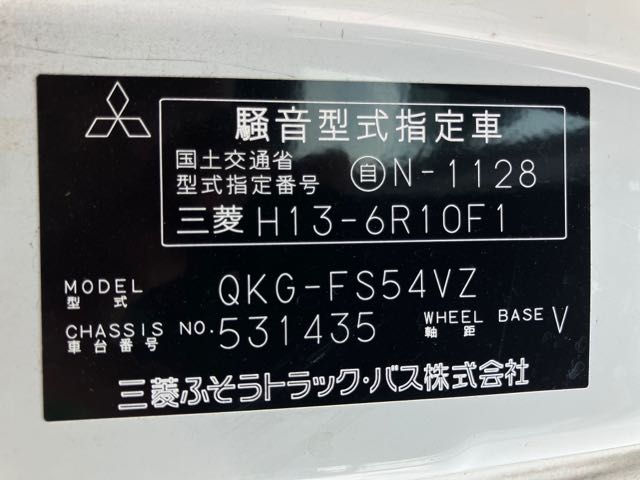 騒音型式指定車
国土交通省
型式指定番号 自N-1128
三菱 H13-6R10F1
MODEL 型式 QKG-FS54VZ
CHASSIS NO. 車台番号 531435 WHEEL BASE 軸距 V
三菱ふそうトラック・バス株式会社